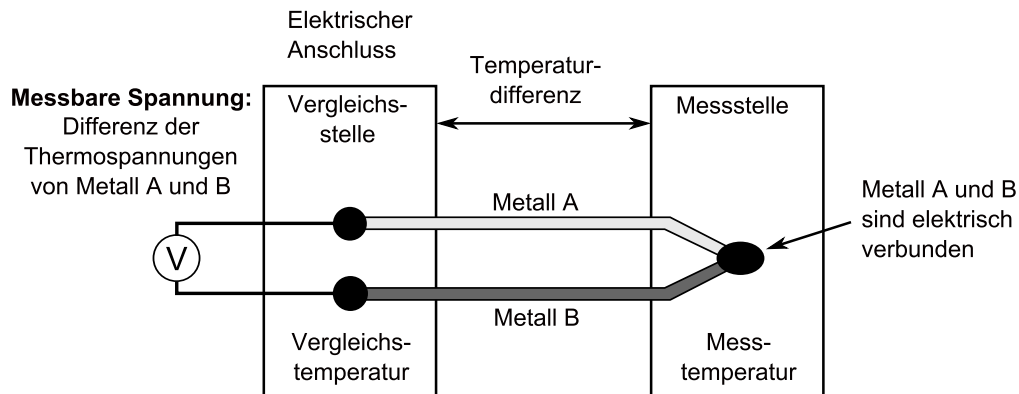 Elektrischer
Anschluss
Messbare Spannung:
Differenz der
Thermospannungen
von Metall A und B
Vergleichs-
stelle
Temperatur-
differenz
Messstelle
Metall A
Metall A und B
sind elektrisch
verbunden
V
Metall B
Vergleichs-
temperatur
Mess-
temperatur